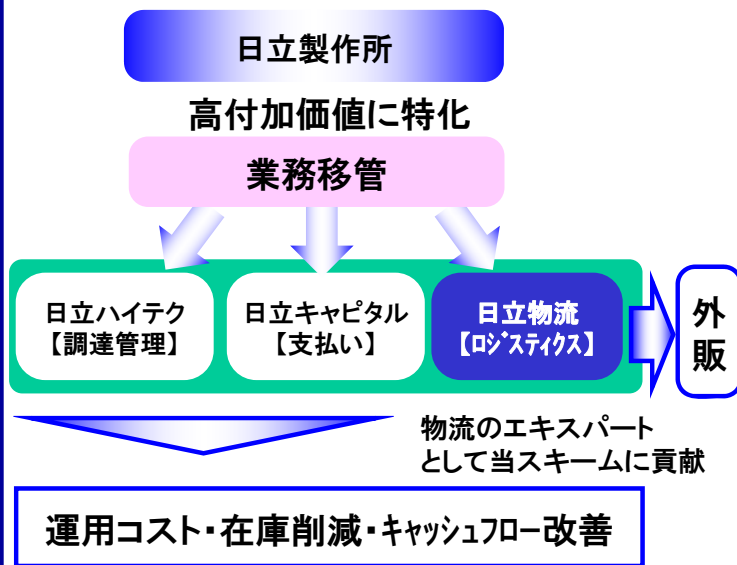 日立製作所
高付加価値に特化
業務移管
日立ハイテク
【調達管理】
日立キャピタル
【支払い】
日立物流
【ﾛｼﾞｽﾃｨｸｽ】
外
販
物流のエキスパート
として当スキームに貢献
運用コスト・在庫削減・ｷｬｯｼｭﾌﾛｰ改善